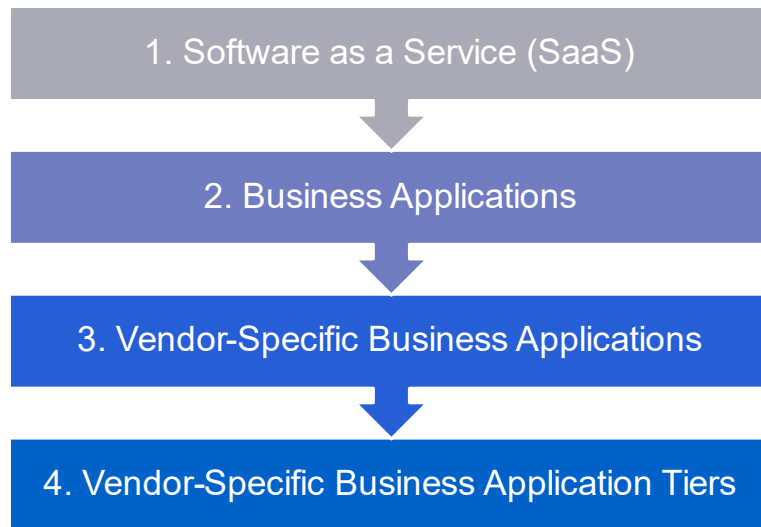 1. Software as a Service (SaaS)
2. Business Applications
3. Vendor-Specific Business Applications
4. Vendor-Specific Business Application Tiers